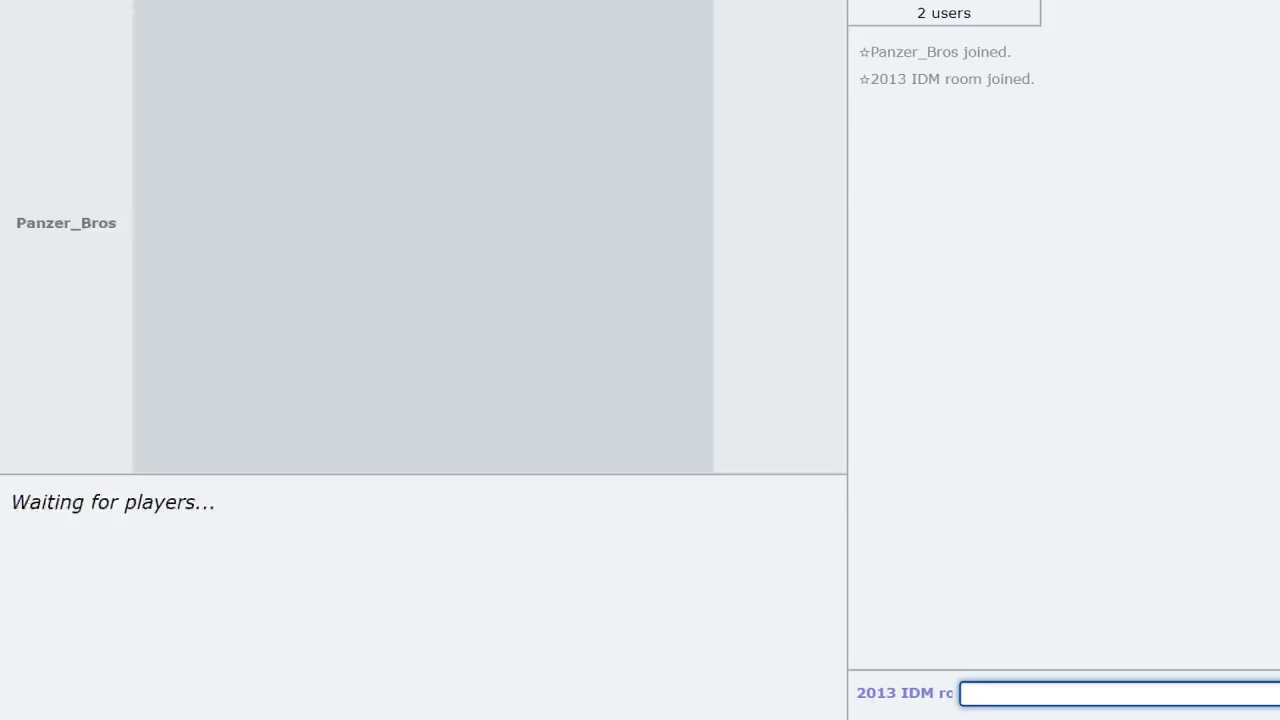 2 users
☆Panzer_Bros joined.
☆2013 IDM room joined.
Panzer_Bros
Waiting for players...
2013 IDM ro